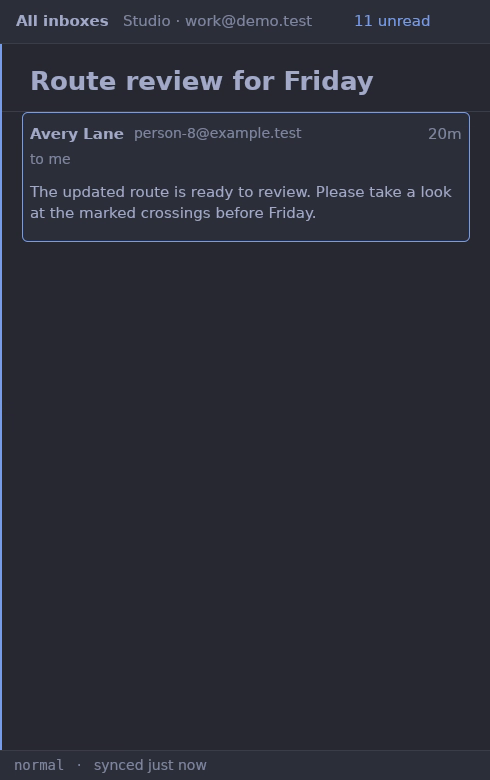 All inboxes Studio · work@demo.test 11 unread
Route review for Friday
Avery Lane person-8@example.test 20m
to me
The updated route is ready to review. Please take a look
at the marked crossings before Friday.
normal · synced just now